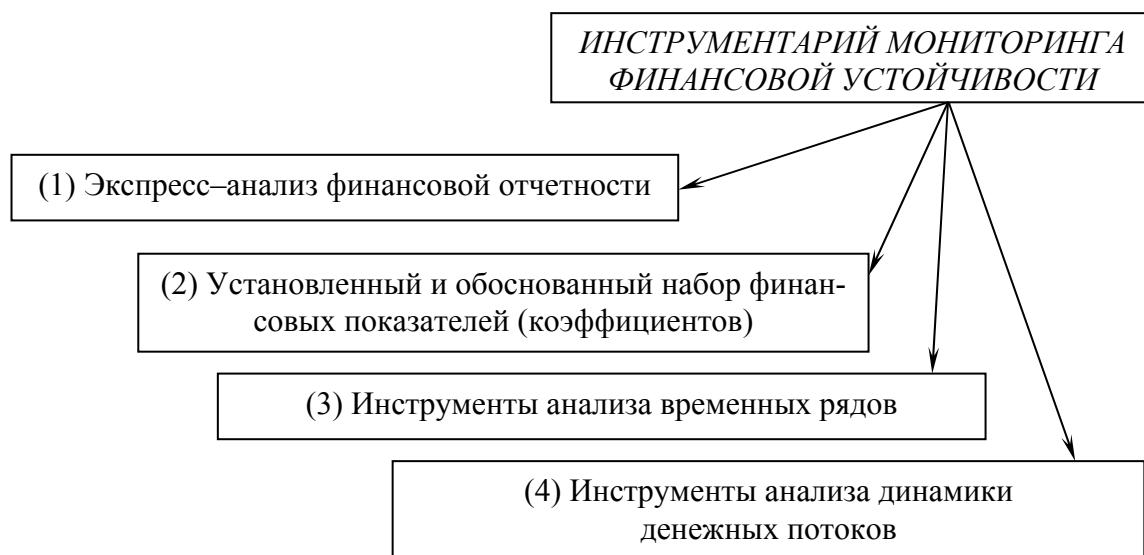 ИНСТРУМЕНТАРИЙ МОНИТОРИНГА
ФИНАНСОВОЙ УСТОЙЧИВОСТИ
(1) Экспресс–анализ финансовой отчетности
(2) Установленный и обоснованный набор финан-
совых показателей (коэффициентов)
(3) Инструменты анализа временных рядов
(4) Инструменты анализа динамики
денежных потоков